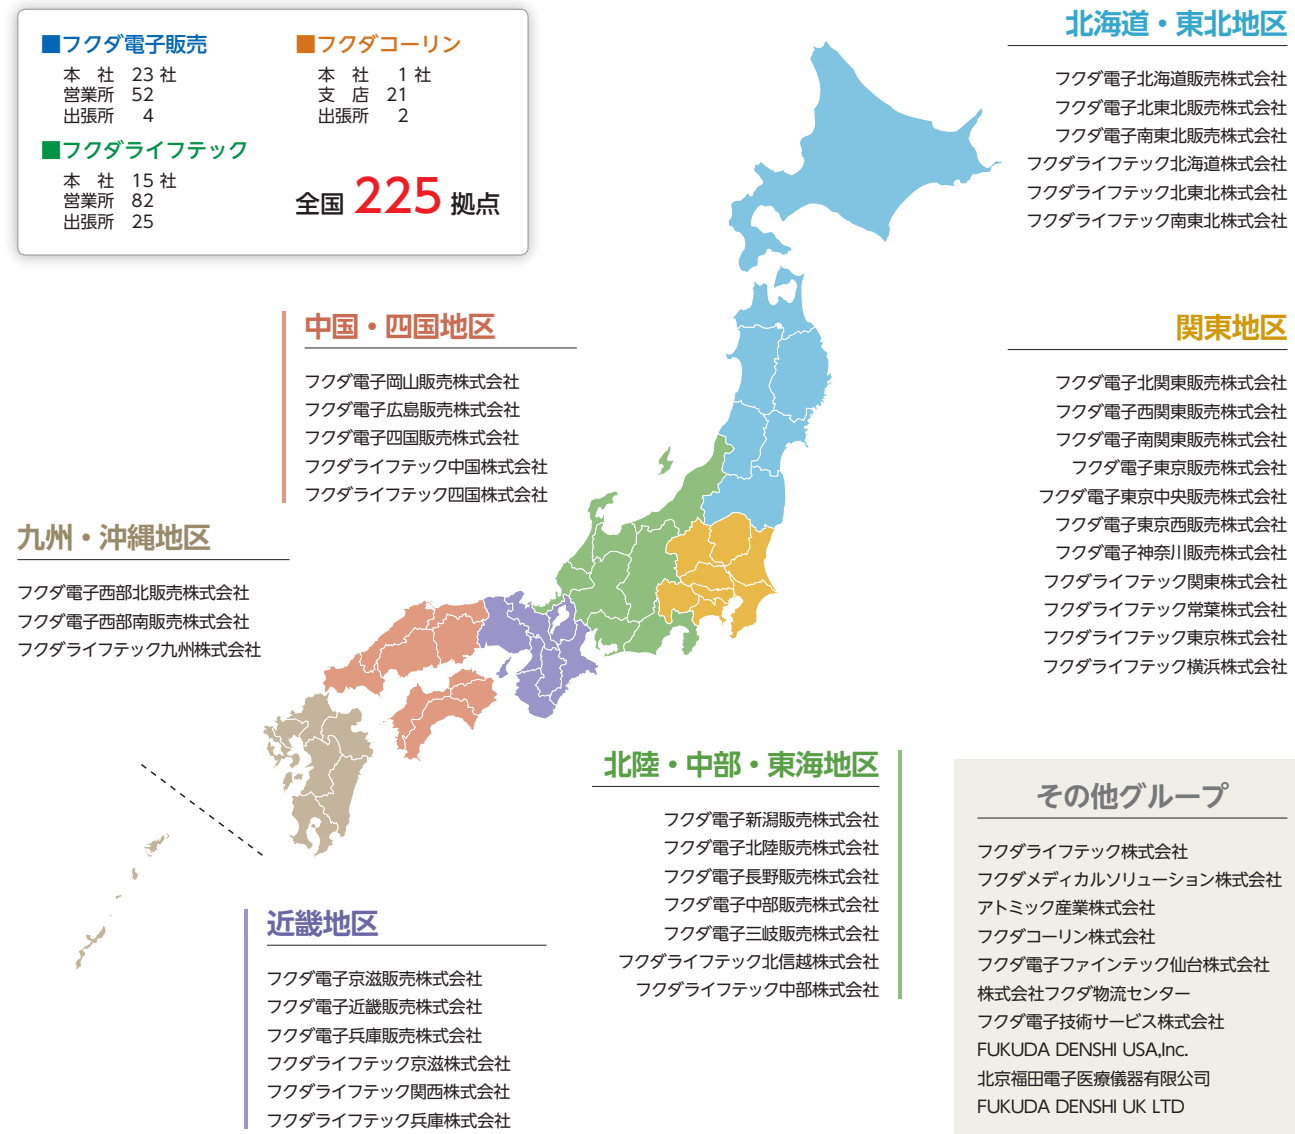 ■フクダ電子販売
本　社　23 社
営業所　52
出張所　4
■フクダライフテック
本　社　15 社
営業所　82
出張所　25
■フクダコーリン
本　社　1 社
支　店　21
出張所　2
全国 225 拠点
北海道・東北地区
フクダ電子北海道販売株式会社
フクダ電子北東北販売株式会社
フクダ電子南東北販売株式会社
フクダライフテック北海道株式会社
フクダライフテック北東北株式会社
フクダライフテック南東北株式会社
中国・四国地区
フクダ電子岡山販売株式会社
フクダ電子広島販売株式会社
フクダ電子四国販売株式会社
フクダライフテック中国株式会社
フクダライフテック四国株式会社
関東地区
フクダ電子北関東販売株式会社
フクダ電子西関東販売株式会社
フクダ電子南関東販売株式会社
フクダ電子東京販売株式会社
フクダ電子東京中央販売株式会社
フクダ電子東京西販売株式会社
フクダ電子神奈川販売株式会社
フクダライフテック関東株式会社
フクダライフテック常葉株式会社
フクダライフテック東京株式会社
フクダライフテック横浜株式会社
九州・沖縄地区
フクダ電子西部北販売株式会社
フクダ電子西部南販売株式会社
フクダライフテック九州株式会社
北陸・中部・東海地区
フクダ電子新潟販売株式会社
フクダ電子北陸販売株式会社
フクダ電子長野販売株式会社
フクダ電子中部販売株式会社
フクダ電子三岐販売株式会社
フクダライフテック北信越株式会社
フクダライフテック中部株式会社
近畿地区
フクダ電子京滋販売株式会社
フクダ電子近畿販売株式会社
フクダ電子兵庫販売株式会社
フクダライフテック京滋株式会社
フクダライフテック関西株式会社
フクダライフテック兵庫株式会社
その他グループ
フクダライフテック株式会社
フクダメディカルソリューション株式会社
アトミック産業株式会社
フクダコーリン株式会社
フクダ電子ファインテック仙台株式会社
株式会社フクダ物流センター
フクダ電子技術サービス株式会社
FUKUDA DENSHI USA,Inc.
北京福田電子医療儀器有限公司
FUKUDA DENSHI UK LTD